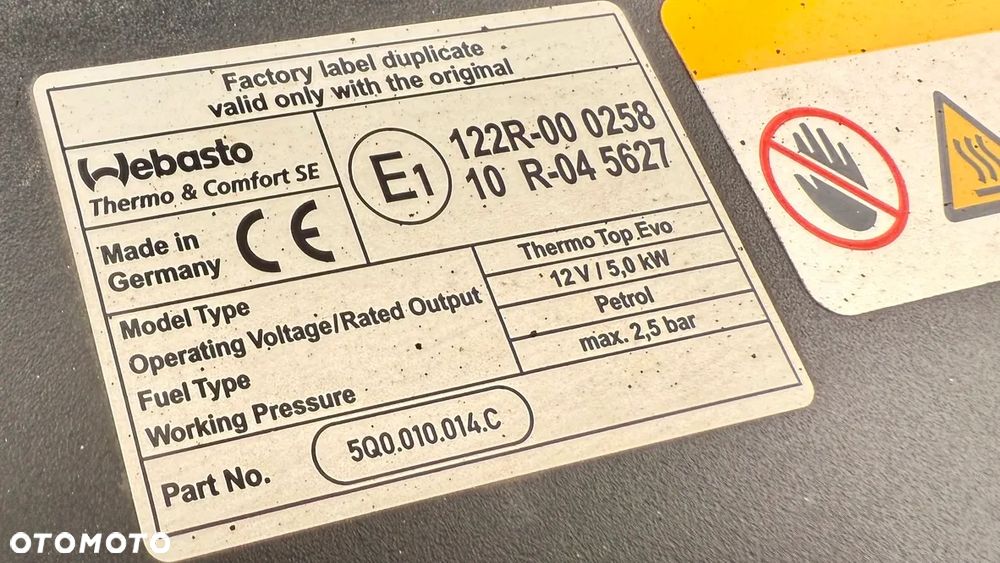 Factory label duplicate
valid only with the original
Webasto
Thermo & Comfort SE
E1
122R-00 0258
10 R-04 5627
Made in
Germany
CE
Model Type
Thermo Top Evo
Operating Voltage/Rated Output
12V / 5,0 kW
Fuel Type
Petrol
Working Pressure
max. 2,5 bar
Part No.
5Q0.010.014.C
OTOMOTO